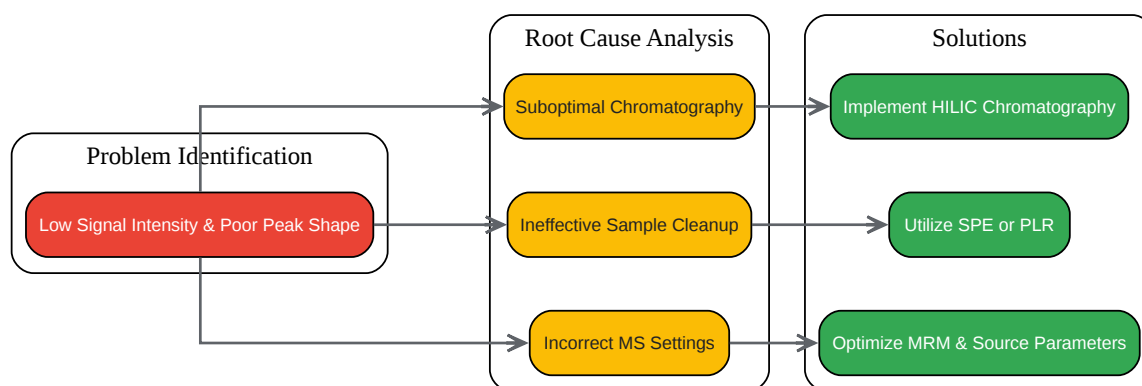 Problem Identification
Low Signal Intensity & Poor Peak Shape
Root Cause Analysis
Suboptimal Chromatography
Ineffective Sample Cleanup
Incorrect MS Settings
Solutions
Implement HILIC Chromatography
Utilize SPE or PLR
Optimize MRM & Source Parameters